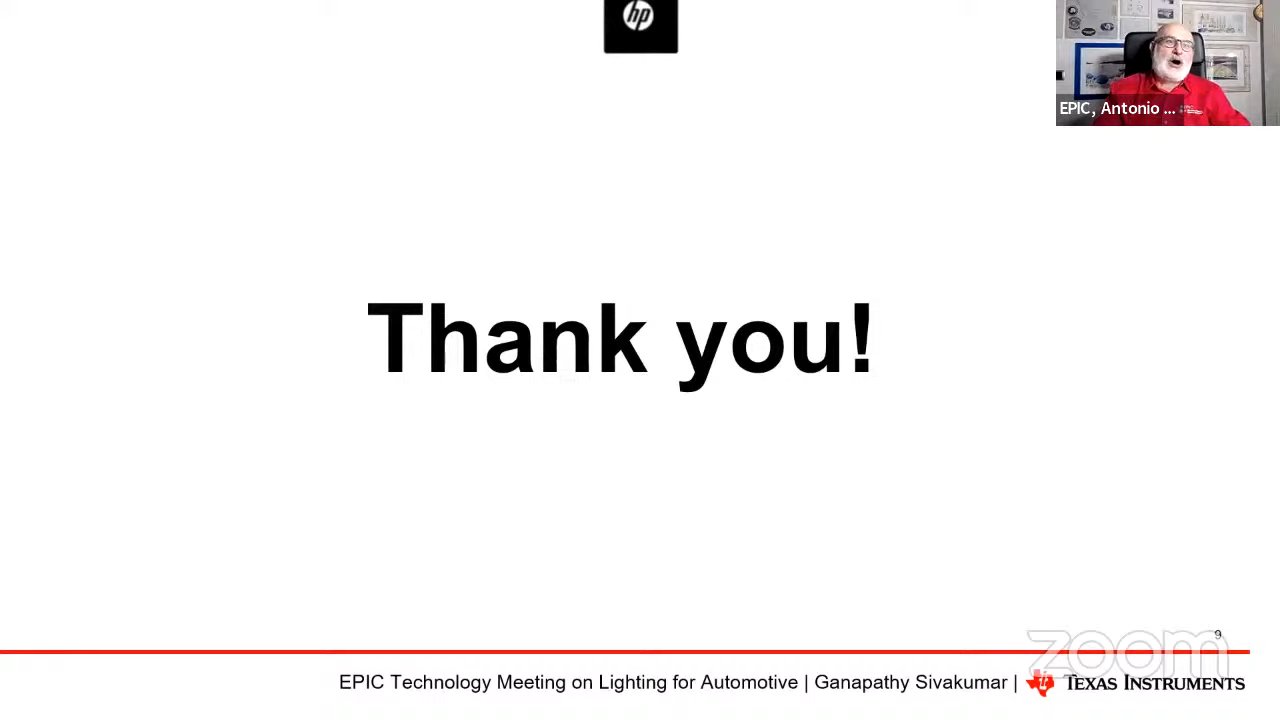 hp
EPIC, Antonio ...
Thank you!
9
zoom
EPIC Technology Meeting on Lighting for Automotive | Ganapathy Sivakumar |
TEXAS INSTRUMENTS